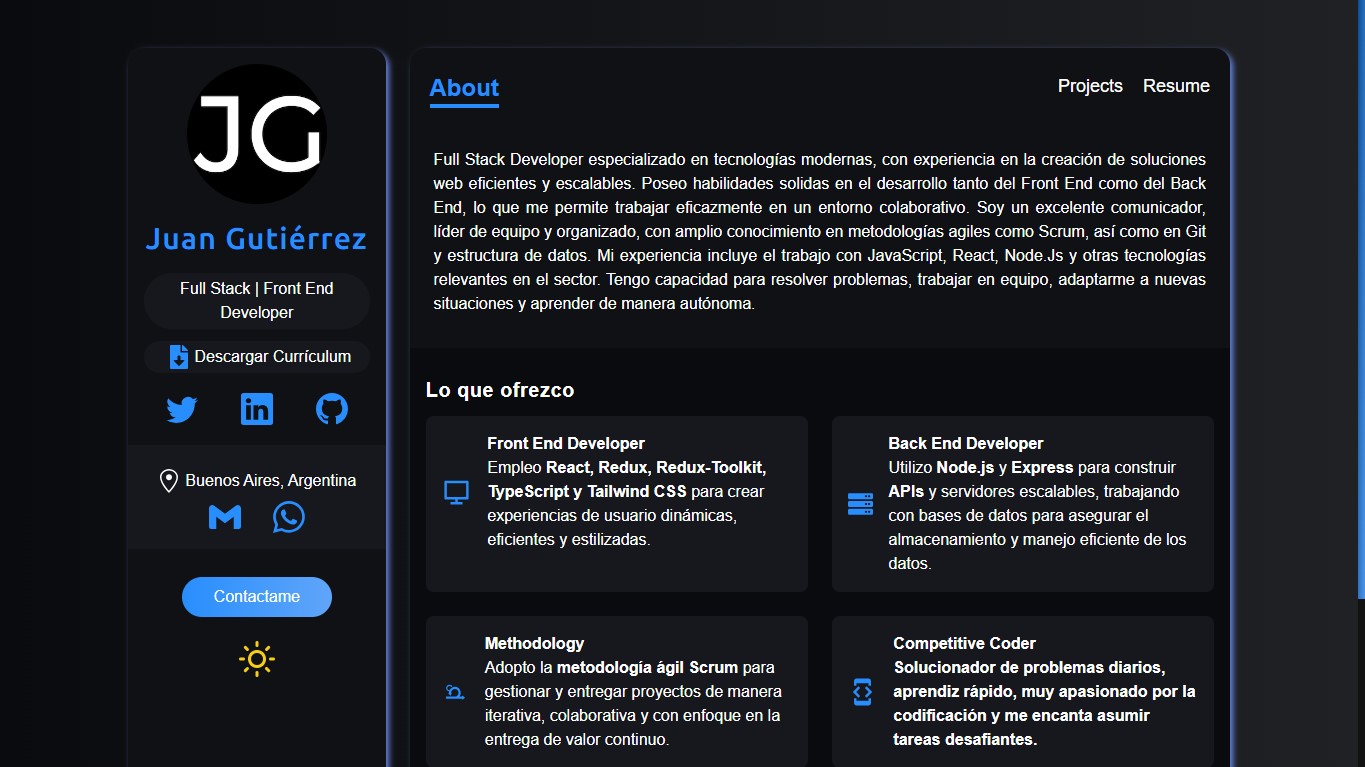 JG
Juan Gutiérrez
Full Stack | Front End
Developer
Descargar Currículum
in
Buenos Aires, Argentina
Contactame
About
Projects
Resume
Full Stack Developer especializado en tecnologías modernas, con experiencia en la creación de soluciones
web eficientes y escalables. Poseo habilidades solidas en el desarrollo tanto del Front End como del Back
End, lo que me permite trabajar eficazmente en un entorno colaborativo. Soy un excelente comunicador,
líder de equipo y organizado, con amplio conocimiento en metodologías agiles como Scrum, así como en Git
y estructura de datos. Mi experiencia incluye el trabajo con JavaScript, React, Node.Js y otras tecnologías
relevantes en el sector. Tengo capacidad para resolver problemas, trabajar en equipo, adaptarme a nuevas
situaciones y aprender de manera autónoma.
Lo que ofrezco
Front End Developer
Empleo React, Redux, Redux-Toolkit,
TypeScript y Tailwind CSS para crear
experiencias de usuario dinámicas,
eficientes y estilizadas.
Back End Developer
Utilizo Node.js y Express para construir
APIs y servidores escalables, trabajando
con bases de datos para asegurar el
almacenamiento y manejo eficiente de los
datos.
Methodology
Adopto la metodología ágil Scrum para
gestionar y entregar proyectos de manera
iterativa, colaborativa y con enfoque en la
entrega de valor continuo.
Competitive Coder
Solucionador de problemas diarios,
aprendiz rápido, muy apasionado por la
codificación y me encanta asumir
tareas desafiantes.